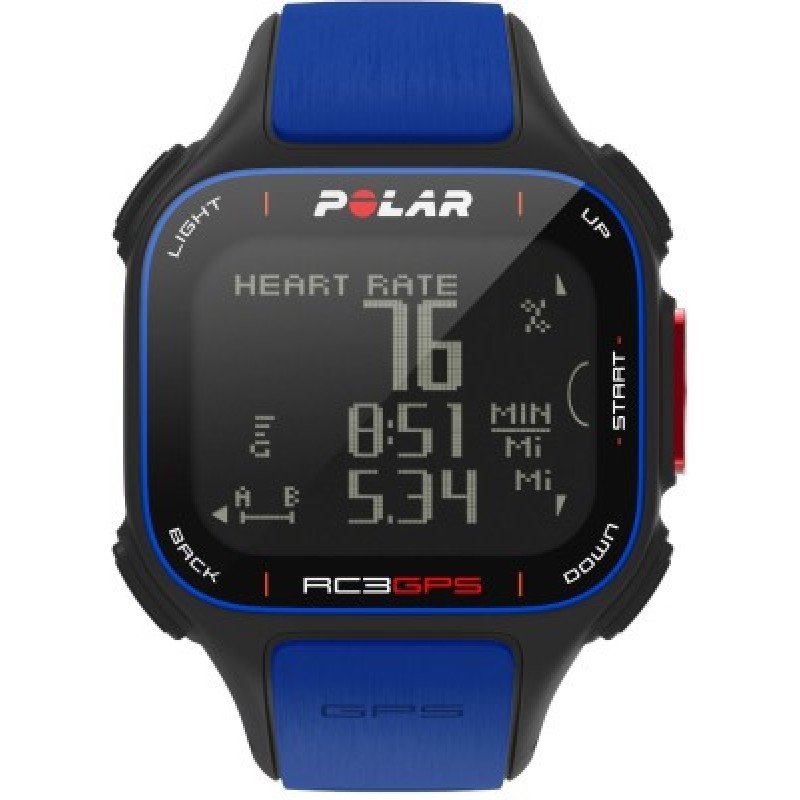 LIGHT
POLAR
UP
HEART RATE
76 %
START
8:51 MIN
Mi
G
5.34 Mi
A B
BACK
RC3GPS
DOWN
GPS